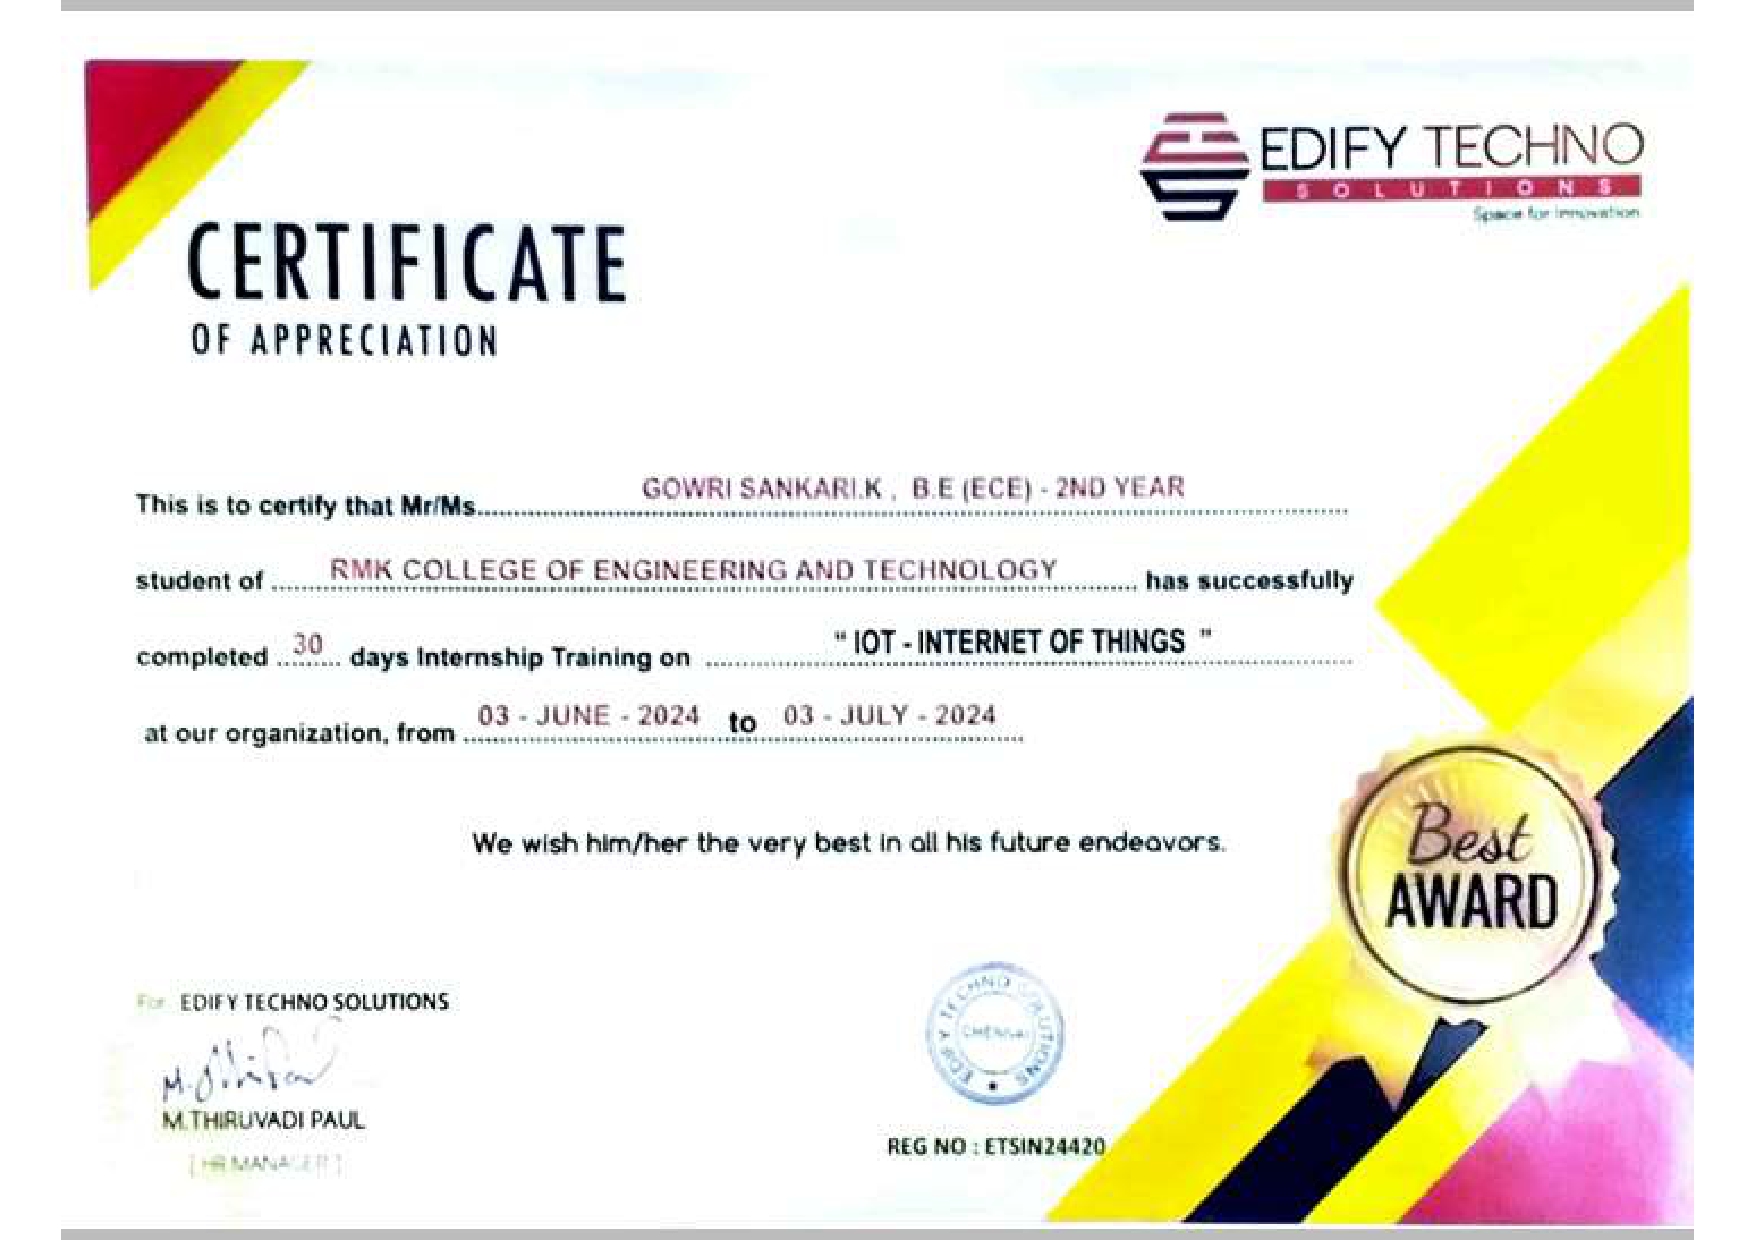 EDIFY TECHNO
SOLUTIONS
Space for Innovation
CERTIFICATE
OF APPRECIATION
This is to certify that Mr/Ms. GOWRI SANKARI.K , B.E (ECE) - 2ND YEAR
student of RMK COLLEGE OF ENGINEERING AND TECHNOLOGY has successfully
completed 30 days Internship Training on " IOT - INTERNET OF THINGS "
at our organization, from 03 - JUNE - 2024 to 03 - JULY - 2024
We wish him/her the very best in all his future endeavors.
Best
AWARD
For EDIFY TECHNO SOLUTIONS
EDIFY TECHNO SOLUTIONS
CHENNAI
M.THIRUVADI PAUL
[ HR MANAGER ]
REG NO : ETSIN24420